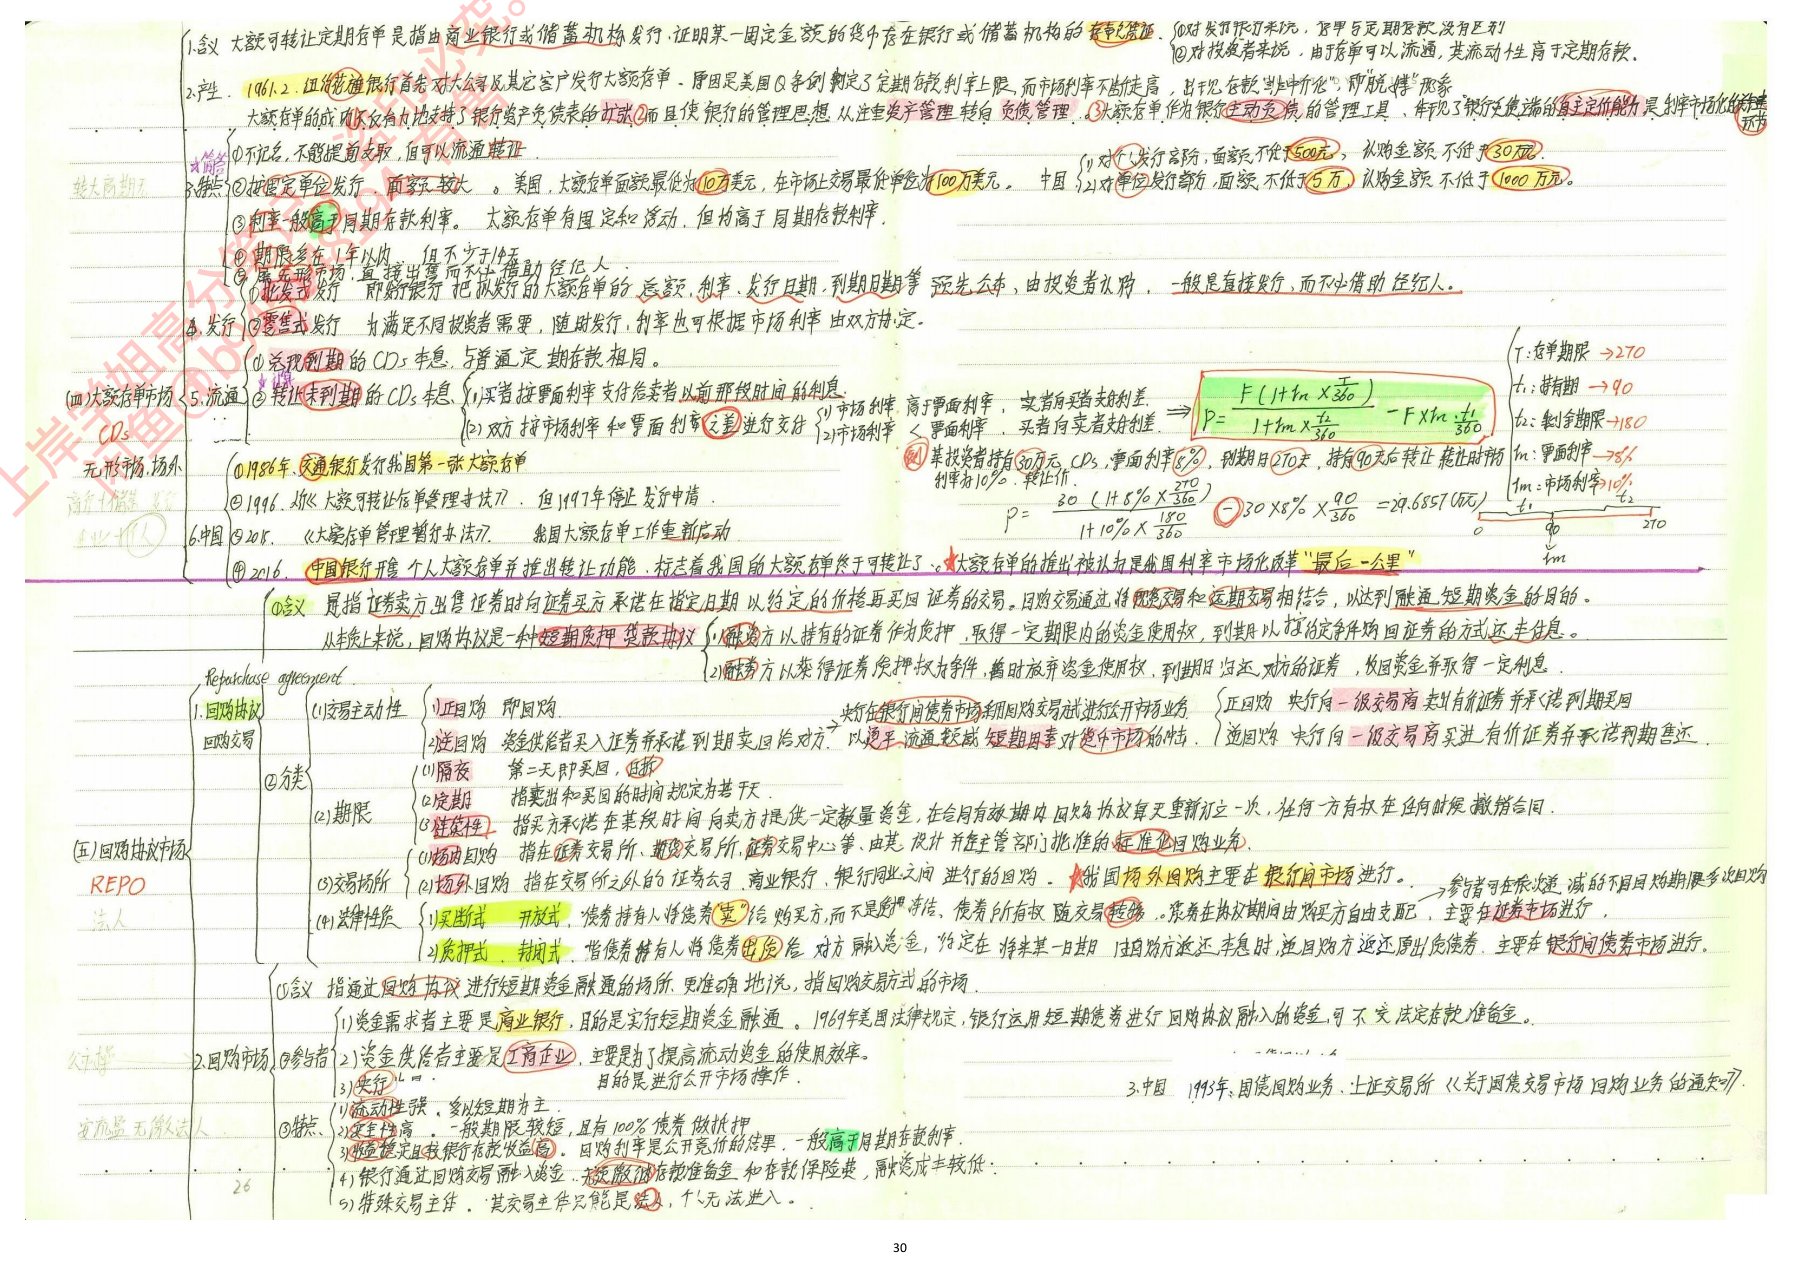 1.含义 大额可转让定期存单是指由商业银行或储蓄机构发行,证明某一固定金额的货币存在银行或储蓄机构的存款凭证.
①对发行银行来说,存单与定期存款没有区别
②对投资者来说,由于存单可以流通,其流动性高于定期存款.
2.产生. 1961.2.纽约花旗银行首先对大公司及其它客户发行大额存单.原因是美国Q条例制定了定期存款利率上限,而市场利率不断走高,出现存款"非中介化",即"脱媒"现象
大额存单的成功不仅有力地支持了银行资产负债表的扩张②而且使银行的管理思想从注重资产管理转向负债管理.③大额存单作为银行主动负债的管理工具,体现了银行负债端的自主定价能力是利率市场化的重要环节
★简答
3.特点 ①不记名,不能提前支取,但可以流通转让
②按固定单位发行 面额较大。美国,大额存单面额最低为10万美元,在市场上交易最低单位为100万美元。中国
(1)对个人发行部分,面额不低于500元, 认购金额不低于30万元.
(2)对单位发行部分,面额不低于5万,认购金额不低于1000万元。
③利率一般高于同期存款利率。 大额存单有固定和浮动,但均高于同期存款利率.
④期限多在1年以内,但不少于14天
⑤属无形市场,直接出售而不必借助经纪人.
4.发行 ①批发式发行 即发行银行把拟发行的大额存单的总额、利率、发行日期、到期日期等预先公布,由投资者认购. 一般是直接发行,而不必借助经纪人。
②零售式发行 为满足不同投资者需要,随时发行,利率也可根据市场利率由双方协定。
(四)大额存单市场
CDs
无形市场,场外
5.流通 ①兑现到期的CDs本息,与普通定期存款相同。
②转让未到期的CDs本息
(1)买者按票面利率支付给卖者以前那段时间的利息.
(2)双方按市场利率和票面利率之差进行支付
(1)市场利率高于票面利率. 卖者向买者支付利差.
(2)市场利率<票面利率. 买者向卖者支付利差.
⇒ P= F(1+rm×T/360) / 1+rm×t2/360 - F×rm·t1/360
T:存单期限→270
t1:持有期→90
t2:剩余期限→180
rm:票面利率→8%
rm:市场利率→10%
例 某投资者持有30万元CDs,票面利率8%,到期日270天,持有90天后转让,转让时市场利率为10%.转让价.
P= 30(1+8%×270/360) / 1+10%×180/360 - 30×8%×90/360 =29.6857(万元)
t1 t2
0 90 270
rm
6.中国 ①1986年,交通银行发行我国第一张大额存单
②1996.《大额可转让存单管理办法》. 但1997年停止发行申请.
③2015. 《大额存单管理暂行办法》. 我国大额存单工作重新启动
④2016. 中国银行开售个人大额存单并推出转让功能.标志着我国的大额存单终于可转让了.★大额存单的推出被认为是我国利率市场化改革"最后一公里"
①含义 是指证券卖方出售证券时向证券买方承诺在指定日期以约定的价格再买回证券的交易。回购交易通过将现货交易和远期交易相结合,以达到融通短期资金的目的。
从本质上来说,回购协议是一种短期质押贷款协议
(1)融资方以持有的证券作为质押,取得一定期限内的资金使用权,到期以按约定条件购回证券的方式还本付息。
(2)融券方以获得证券质押权为条件,暂时放弃资金使用权,到期日归还对方的证券,收回资金并取得一定利息.
Repurchase agreement.
1.回购协议
回购交易
②分类 (1)交易主动性
(1)正回购 即回购.
(2)逆回购 资金供给者买入证券并承诺到期卖回给对方.
→央行在银行间债券市场利用回购交易方式进行公开市场业务,以烫平流通领域短期因素对货币市场的冲击.
正回购 央行向一级交易商卖出有价证券并承诺到期买回
逆回购 央行向一级交易商买进有价证券并承诺到期售还.
(2)期限
(1)隔夜 第二天即买回,日拆
(2)定期 指卖出和买回的时间规定为若干天.
(3)连续性 指买方承诺在某段时间向卖方提供一定数量资金,在合同有效期内回购协议每天重新订立一次,任何一方有权在任何时候撤销合同.
(3)交易场所
(1)场内回购 指在证券交易所、期货交易所、证券交易中心等、由其设计并经主管部门批准的标准化回购业务.
(2)场外回购 指在交易所之外的证券公司、商业银行、银行同业之间进行的回购。★我国场外回购主要在银行间市场进行。
→参与者可在依次递减的不同回购期限多次回购
(4)法律性质
(1)买断式 开放式.债券持有人将债券"卖"给购买方,而不是质押冻结、债券所有权随交易转移.债券在协议期间由购买方自由支配.主要在证券市场进行.
(2)质押式.封闭式.指债券持有人将债券出质给对方融入资金,约定在将来某一日期由回购方返还本息时,逆回购方返还原出质债券.主要在银行间债券市场进行.
(五)回购协议市场
REPO
法人
2.回购市场 ①含义 指通过回购协议进行短期资金融通的场所.更准确地说,指回购交易方式的市场.
②参与者
(1)资金需求者主要是商业银行,目的是实行短期资金融通。1969年美国法律规定,银行运用短期债券进行回购协议融入的资金可不交法定存款准备金。
(2)资金供给者主要是工商企业,主要是为了提高流动资金的使用效率。
(3)央行 目的是进行公开市场操作.
③特点.
(1)流动性强.多以短期为主.
(2)安全性高.一般期限较短,且有100%债券做抵押
(3)收益稳定且较银行存款收益高。回购利率是公开竞价的结果.一般高于同期存款利率.
(4)银行通过回购交易融入资金.无须缴纳存款准备金和存款保险费,融资成本较低.
(5)特殊交易主体.其交易主体只能是法人,个人无法进入.
3.中国 1993年,国债回购业务.上证交易所《关于国债交易市场回购业务的通知》.
安流益无缴法人
26
上岸学姐高分笔记
盗印必究。
30